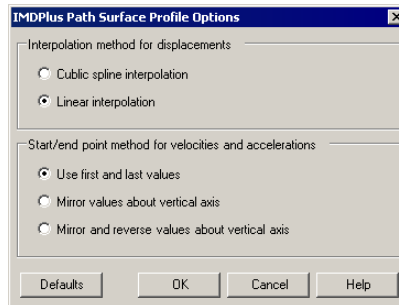 IMDPlus Path Surface Profile Options
Interpolation method for displacements
Cublic spline interpolation
Linear interpolation
Start/end point method for velocities and accelerations
Use first and last values
Mirror values about vertical axis
Mirror and reverse values about vertical axis
Defaults OK Cancel Help